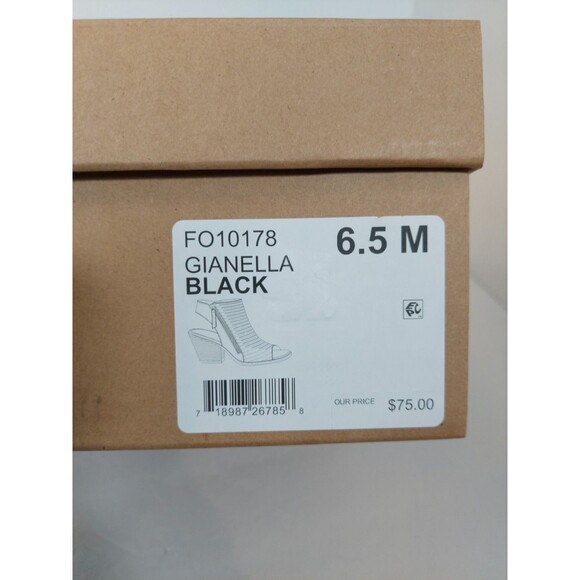 FO10178
GIANELLA
BLACK
6.5 M
7 18987 26785 8
OUR PRICE $75.00